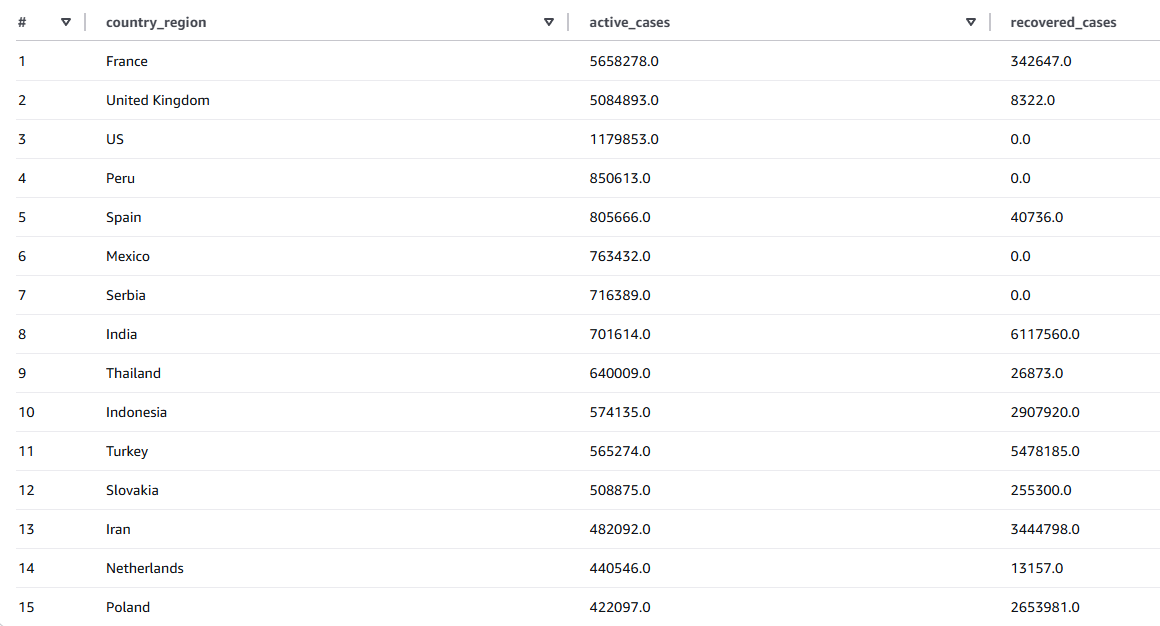 # country_region active_cases recovered_cases
1 France 5658278.0 342647.0
2 United Kingdom 5084893.0 8322.0
3 US 1179853.0 0.0
4 Peru 850613.0 0.0
5 Spain 805666.0 40736.0
6 Mexico 763432.0 0.0
7 Serbia 716389.0 0.0
8 India 701614.0 6117560.0
9 Thailand 640009.0 26873.0
10 Indonesia 574135.0 2907920.0
11 Turkey 565274.0 5478185.0
12 Slovakia 508875.0 255300.0
13 Iran 482092.0 3444798.0
14 Netherlands 440546.0 13157.0
15 Poland 422097.0 2653981.0